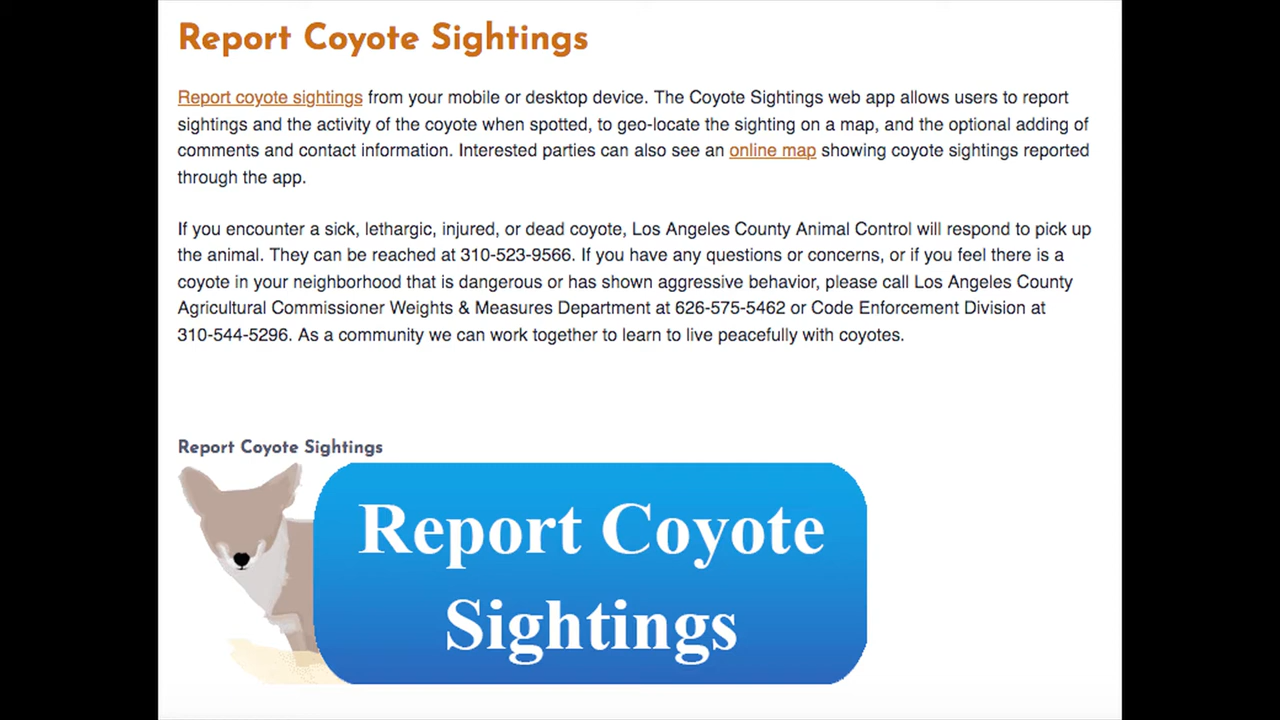 Report Coyote Sightings
Report coyote sightings from your mobile or desktop device. The Coyote Sightings web app allows users to report
sightings and the activity of the coyote when spotted, to geo-locate the sighting on a map, and the optional adding of
comments and contact information. Interested parties can also see an online map showing coyote sightings reported
through the app.
If you encounter a sick, lethargic, injured, or dead coyote, Los Angeles County Animal Control will respond to pick up
the animal. They can be reached at 310-523-9566. If you have any questions or concerns, or if you feel there is a
coyote in your neighborhood that is dangerous or has shown aggressive behavior, please call Los Angeles County
Agricultural Commissioner Weights & Measures Department at 626-575-5462 or Code Enforcement Division at
310-544-5296. As a community we can work together to learn to live peacefully with coyotes.
Report Coyote Sightings
Report Coyote
Sightings